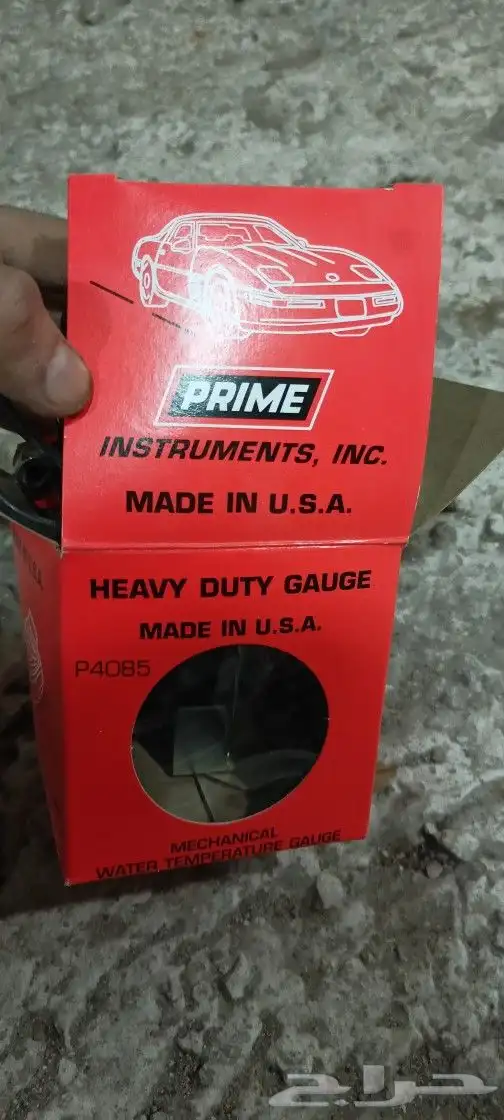 PRIME
INSTRUMENTS, INC.
MADE IN U.S.A.
HEAVY DUTY GAUGE
MADE IN U.S.A.
P4085
MECHANICAL
WATER TEMPERATURE GAUGE
حراج